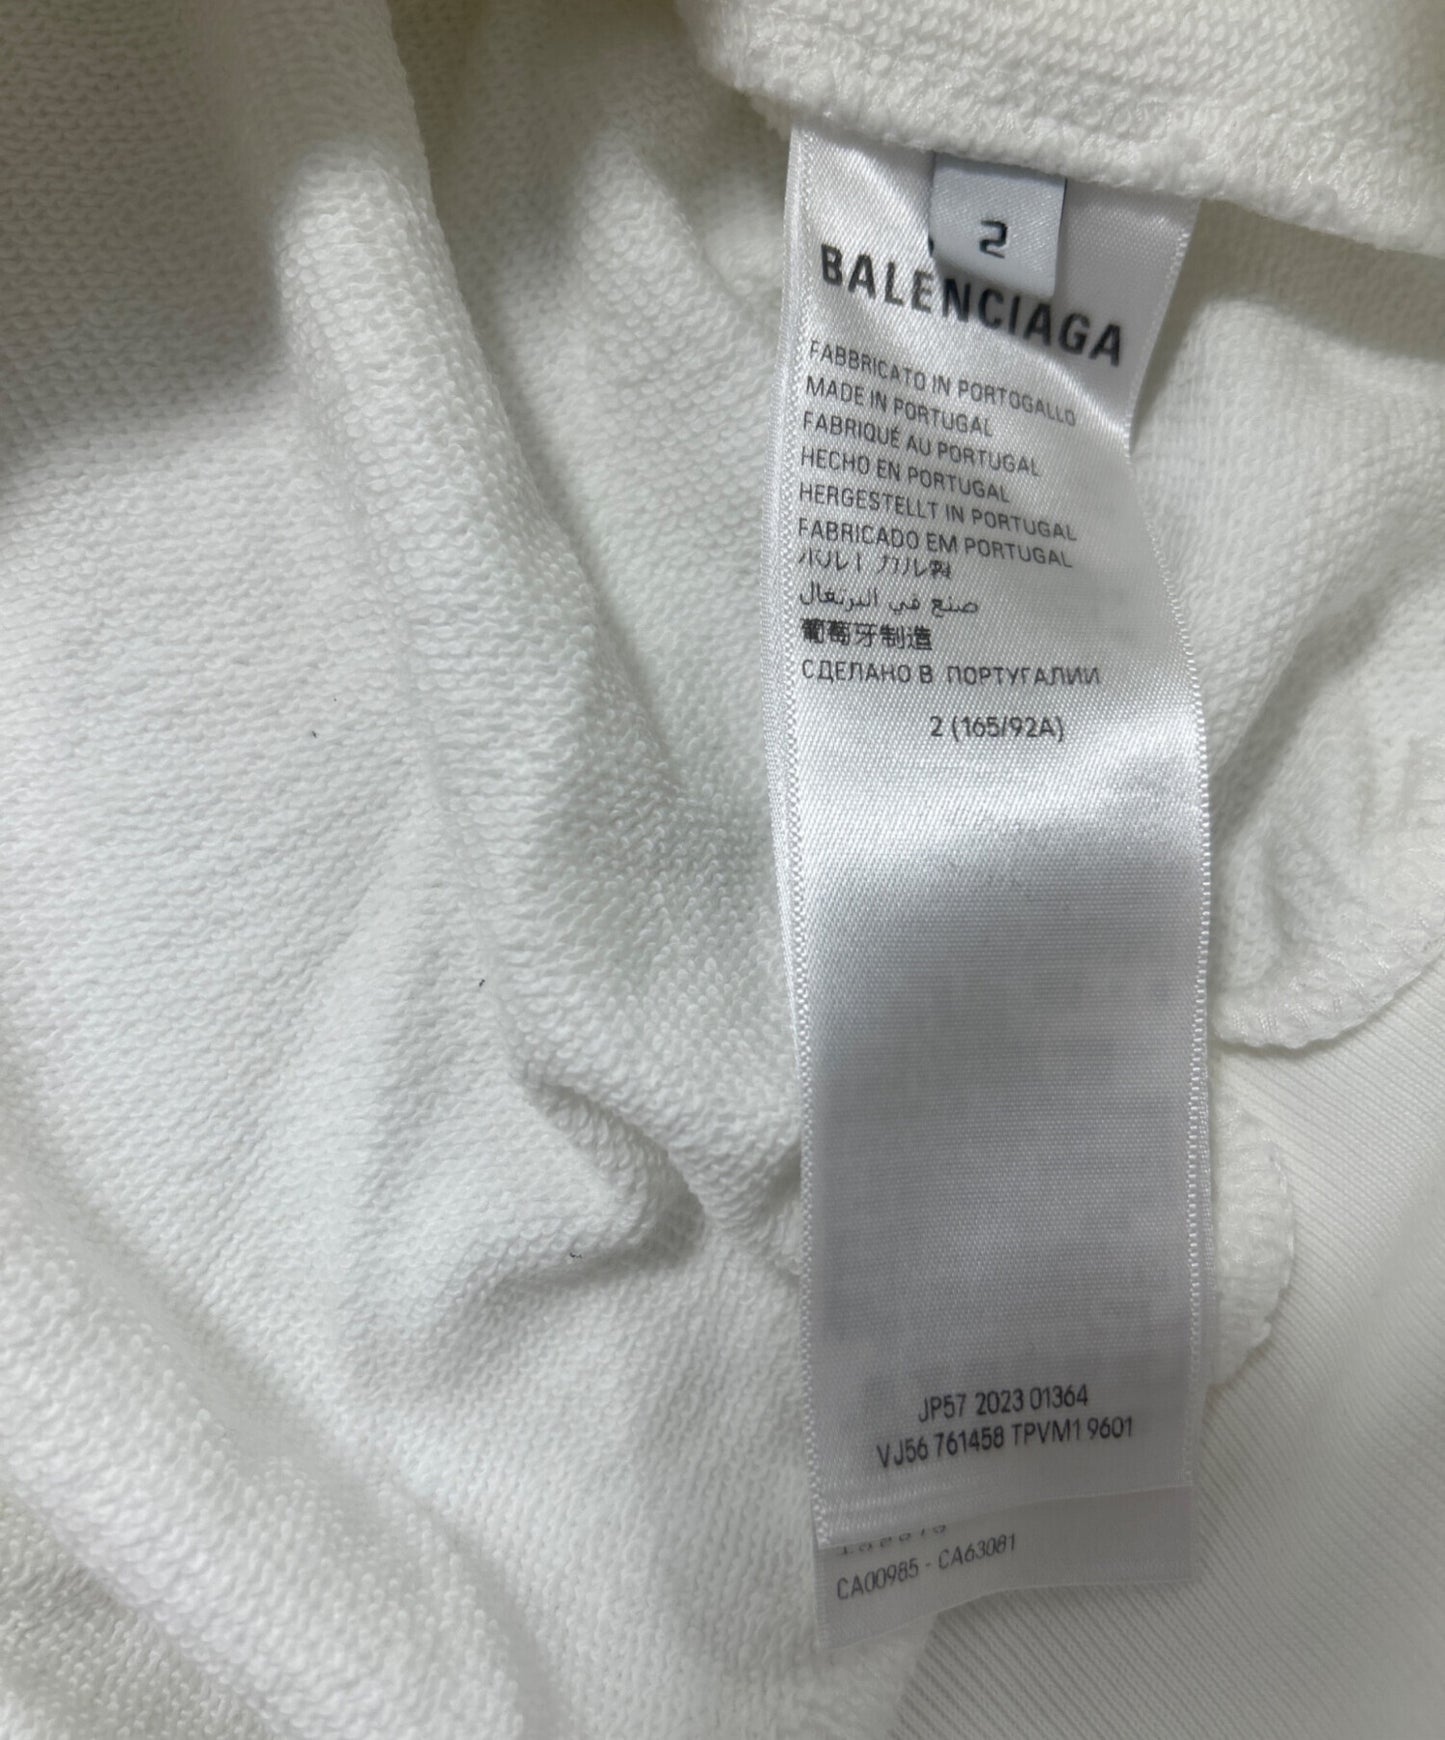 2
BALENCIAGA
FABBRICATO IN PORTOGALLO
MADE IN PORTUGAL
FABRIQUÉ AU PORTUGAL
HECHO EN PORTUGAL
HERGESTELLT IN PORTUGAL
FABRICADO EM PORTUGAL
صنع في البرتغال
葡萄牙制造
СДЕЛАНО В ПОРТУГАЛИИ
2 (165/92A)
JP57 2023 01364
VJ56 761458 TPVM1 9601
CA00985 - CA63081